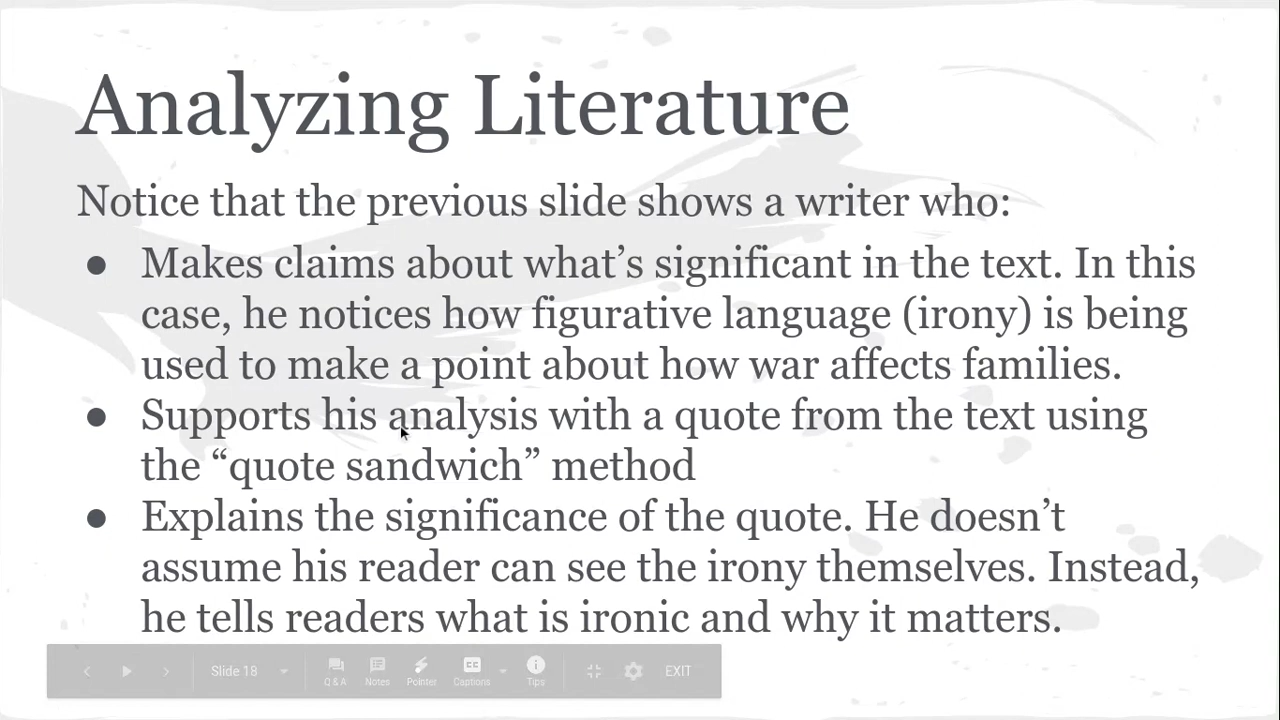 Analyzing Literature
Notice that the previous slide shows a writer who:
● Makes claims about what’s significant in the text. In this
case, he notices how figurative language (irony) is being
used to make a point about how war affects families.
● Supports his analysis with a quote from the text using
the “quote sandwich” method
● Explains the significance of the quote. He doesn’t
assume his reader can see the irony themselves. Instead,
he tells readers what is ironic and why it matters.
Slide 18 Q & A Notes Pointer CC Captions Tips EXIT